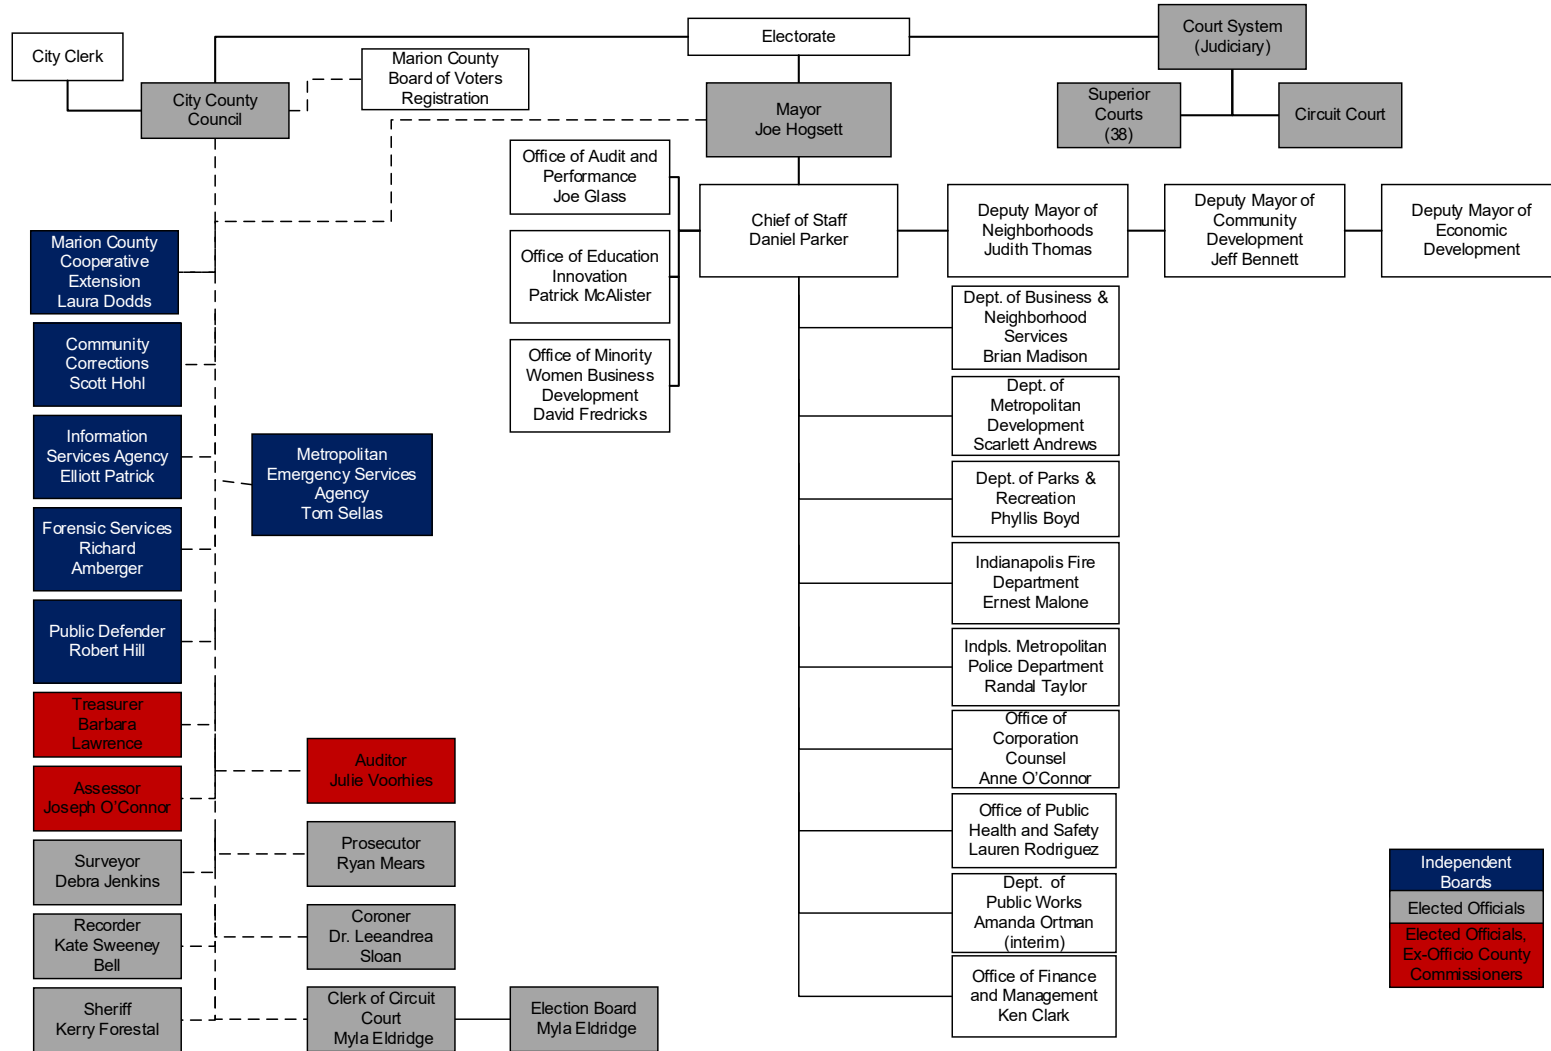 Electorate
Court System
(Judiciary)
City Clerk
Marion County
Board of Voters
Registration
City County
Council
Mayor
Joe Hogsett
Superior
Courts
(38)
Circuit Court
Office of Audit and
Performance
Joe Glass
Chief of Staff
Daniel Parker
Deputy Mayor of
Neighborhoods
Judith Thomas
Deputy Mayor of
Community
Development
Jeff Bennett
Deputy Mayor of
Economic
Development
Marion County
Cooperative
Extension
Laura Dodds
Office of Education
Innovation
Patrick McAlister
Dept. of Business &
Neighborhood
Services
Brian Madison
Community
Corrections
Scott Hohl
Office of Minority
Women Business
Development
David Fredricks
Dept. of
Metropolitan
Development
Scarlett Andrews
Information
Services Agency
Elliott Patrick
Metropolitan
Emergency Services
Agency
Tom Sellas
Dept. of Parks &
Recreation
Phyllis Boyd
Forensic Services
Richard
Amberger
Indianapolis Fire
Department
Ernest Malone
Public Defender
Robert Hill
Indpls. Metropolitan
Police Department
Randal Taylor
Treasurer
Barbara
Lawrence
Office of
Corporation
Counsel
Anne O'Connor
Auditor
Julie Voorhies
Assessor
Joseph O'Connor
Office of Public
Health and Safety
Lauren Rodriguez
Prosecutor
Ryan Mears
Surveyor
Debra Jenkins
Dept. of
Public Works
Amanda Ortman
(interim)
Coroner
Dr. Leeandrea
Sloan
Recorder
Kate Sweeney
Bell
Office of Finance
and Management
Ken Clark
Sheriff
Kerry Forestal
Clerk of Circuit
Court
Myla Eldridge
Election Board
Myla Eldridge
Independent
Boards
Elected Officials
Elected Officials,
Ex-Officio County
Commissioners